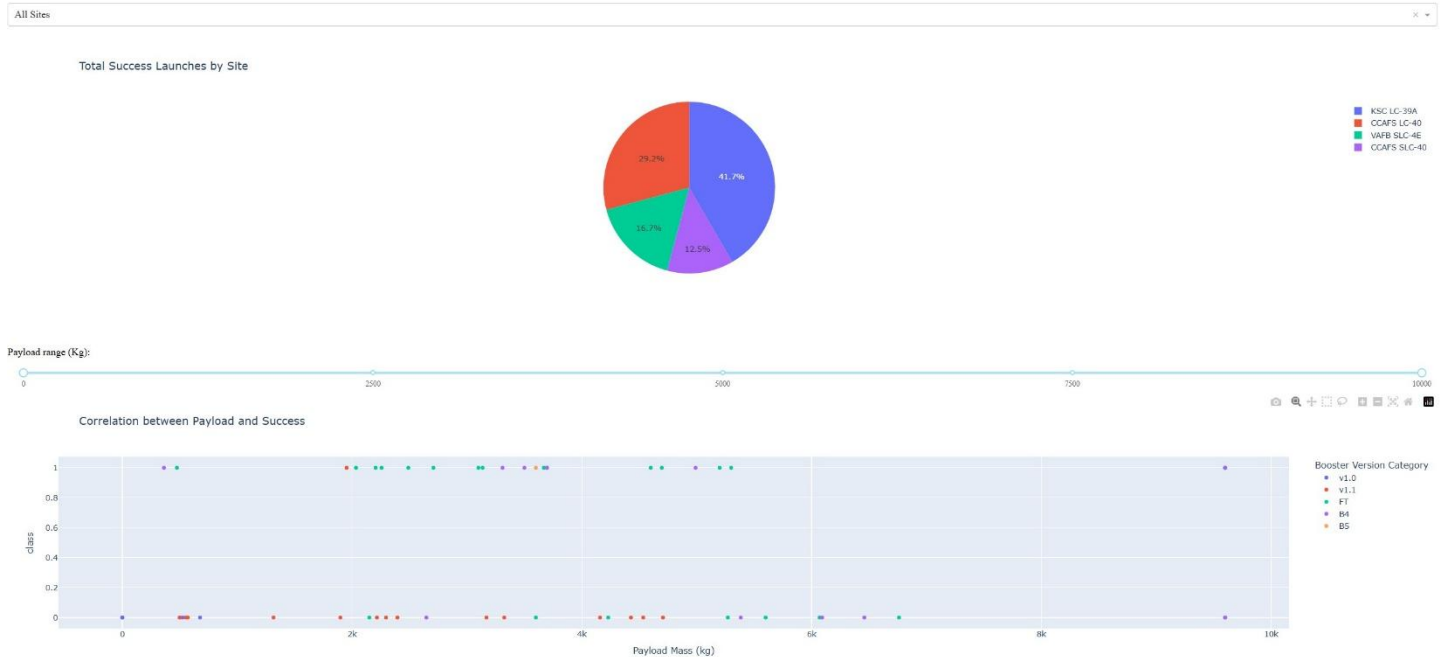 All Sites
Total Success Launches by Site
KSC LC-39A
CCAFS LC-40
VAFB SLC-4E
CCAFS SLC-40
29.2%
41.7%
16.7%
12.5%
Payload range (Kg):
0 2500 5000 7500 10000
Correlation between Payload and Success
Booster Version Category
v1.0
v1.1
FT
B4
B5
class
1
0.8
0.6
0.4
0.2
0
0 2k 4k 6k 8k 10k
Payload Mass (kg)